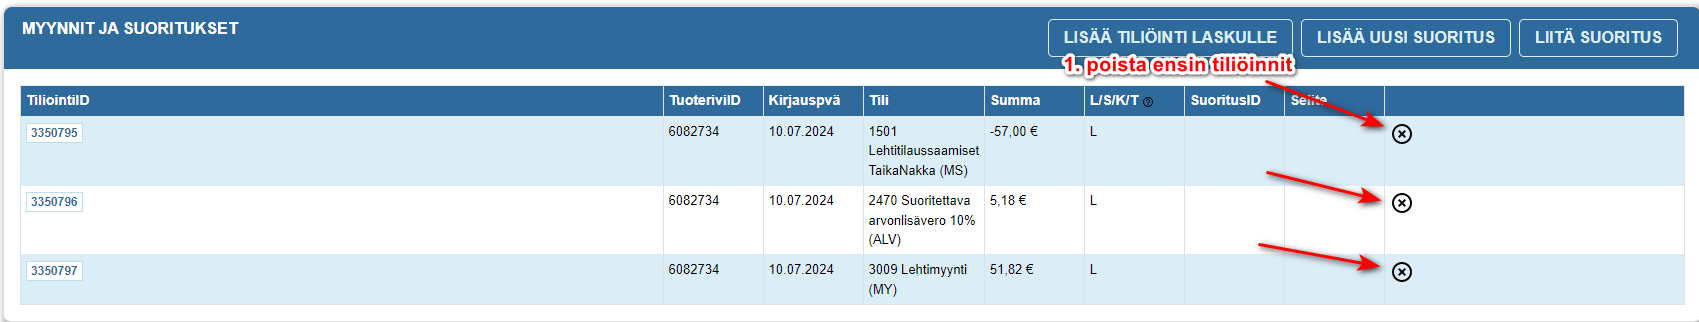 MYYNNIT JA SUORITUKSET
LISÄÄ TILIÖINTI LASKULLE
LISÄÄ UUSI SUORITUS
LIITÄ SUORITUS
1. poista ensin tiliöinnit
TiliointiID TuoteriviID Kirjauspvä Tili Summa L/S/K/T SuoritusID Selite
3350795 6082734 10.07.2024 1501 -57,00 € L
Lehtitilaussaamiset
TaikaNakka (MS)
3350796 6082734 10.07.2024 2470 Suoritettava 5,18 € L
arvonlisävero 10%
(ALV)
3350797 6082734 10.07.2024 3009 Lehtimyynti 51,82 € L
(MY)